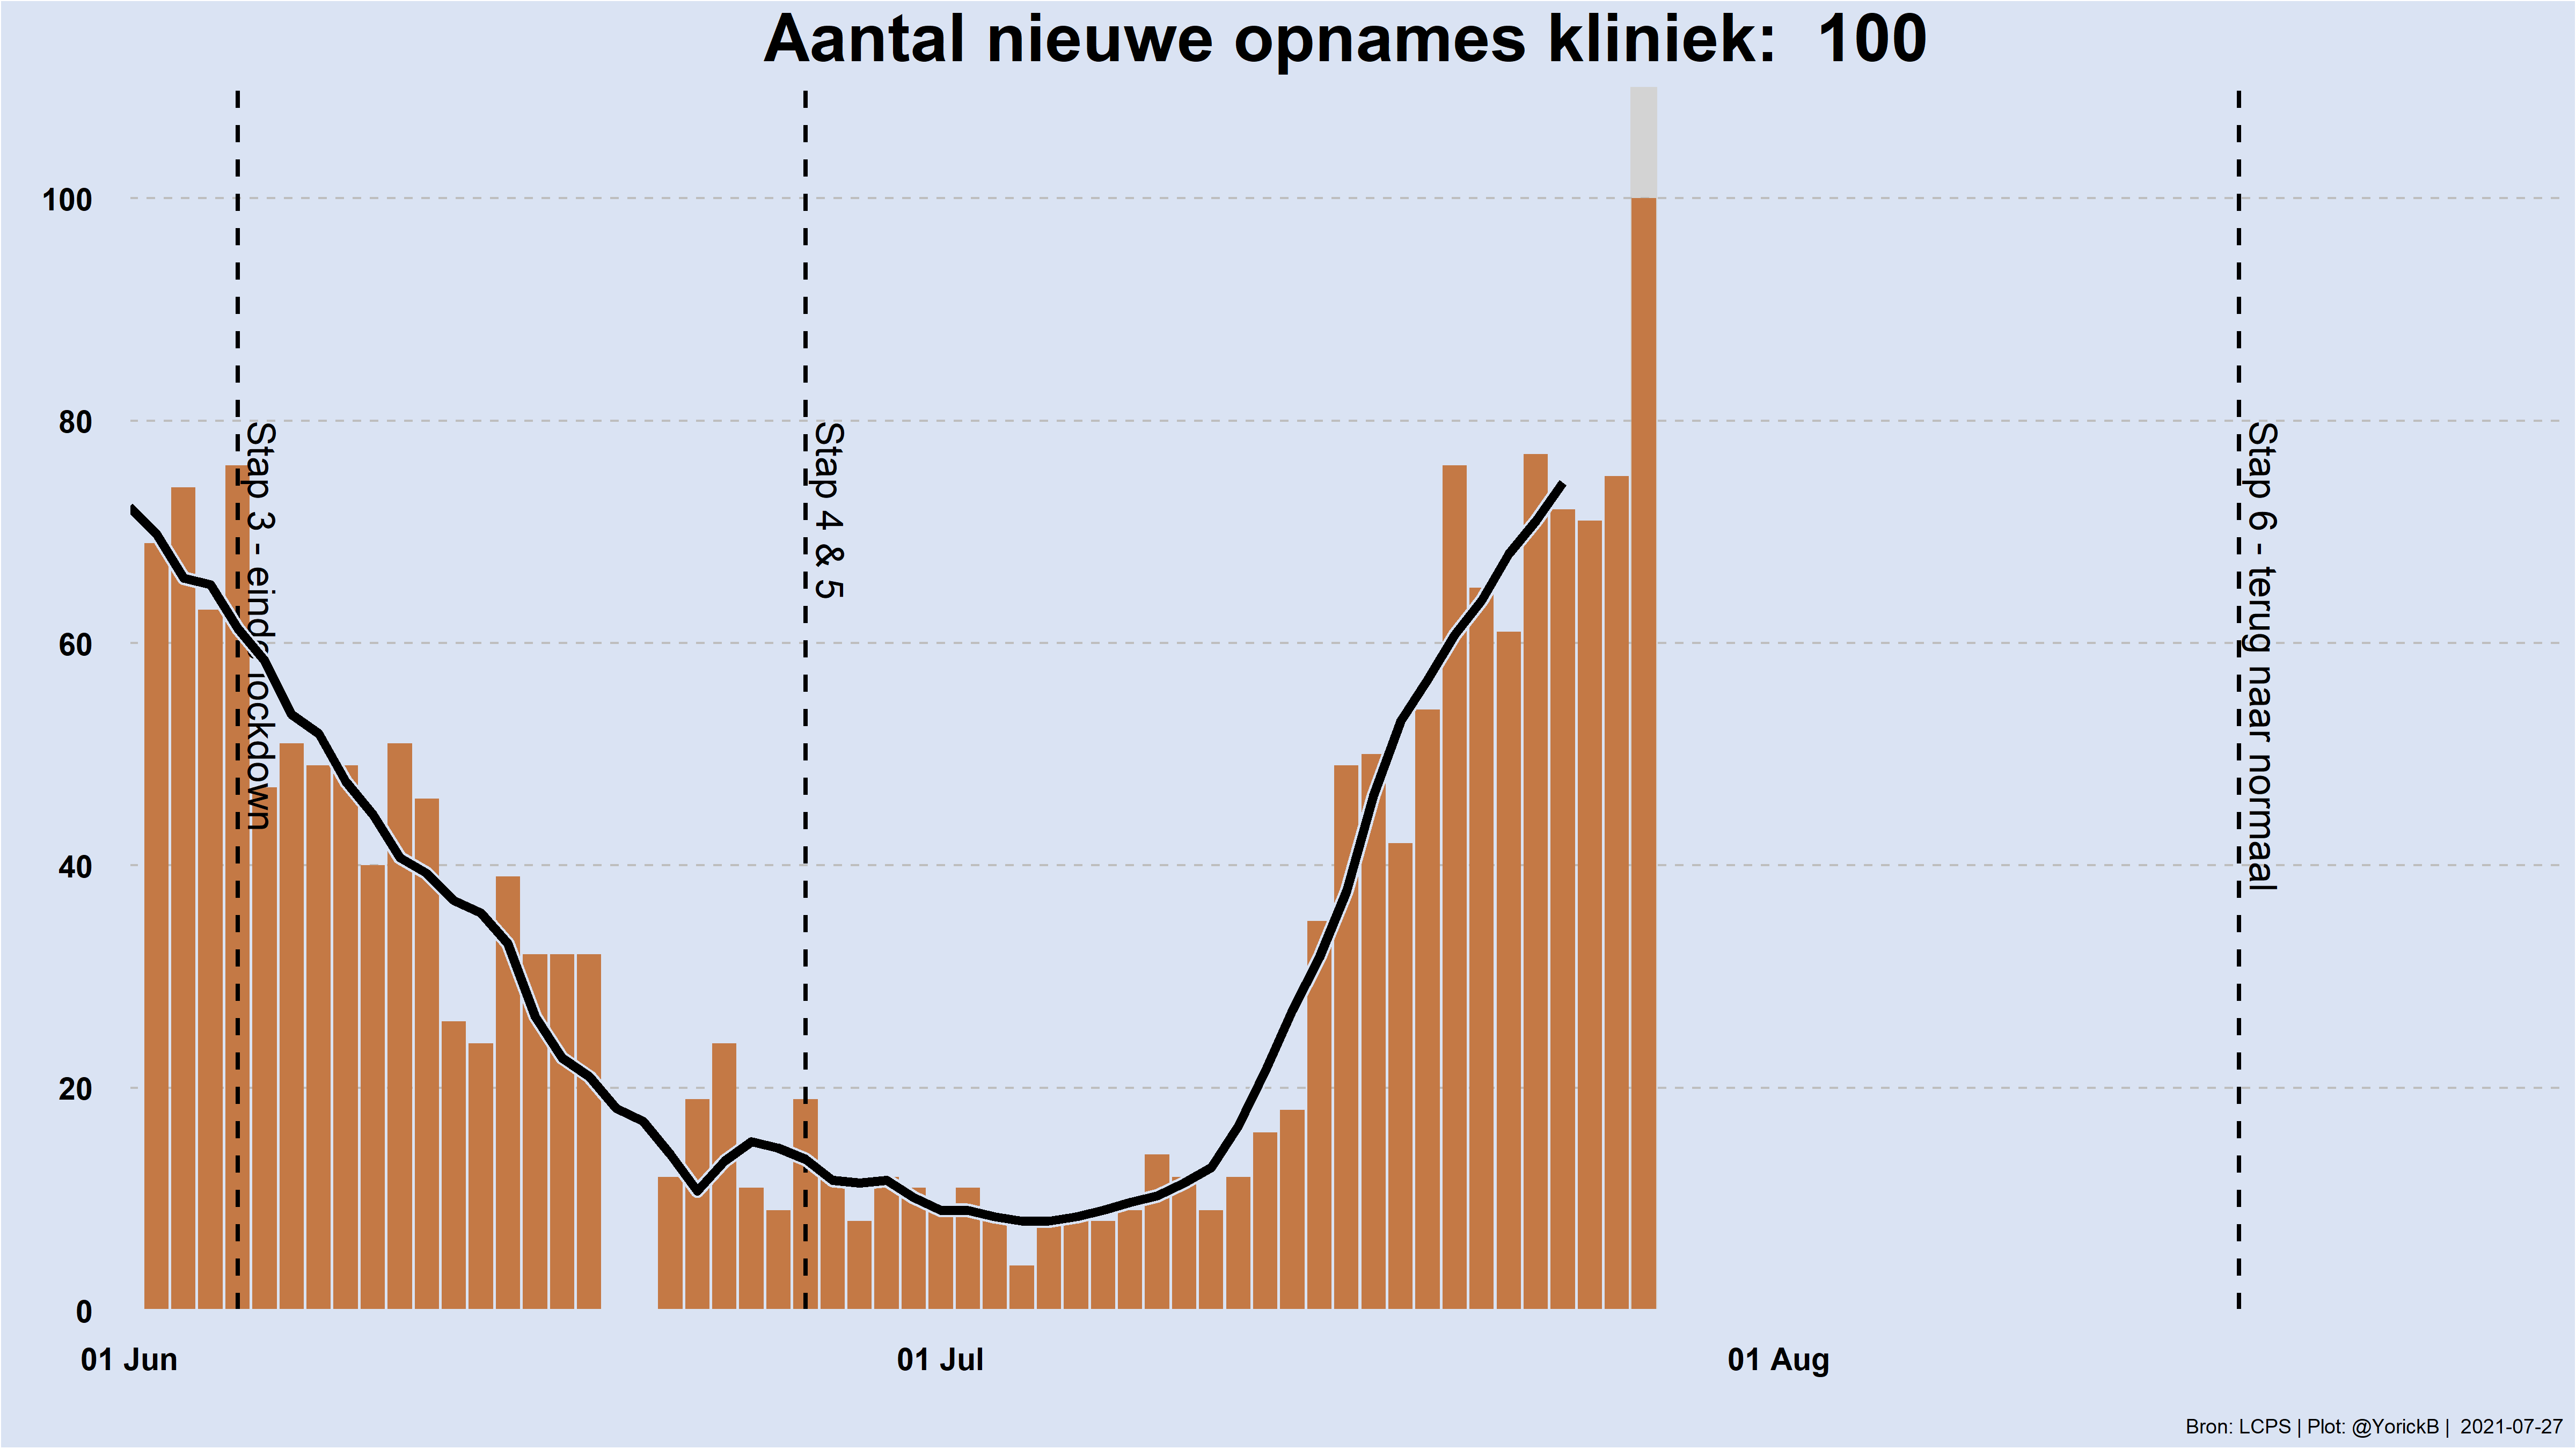 Aantal nieuwe opnames kliniek:  100
100
80
60
40
20
0
Stap 3 - einde lockdown
Stap 4 & 5
Stap 6 - terug naar normaal
01 Jun
01 Jul
01 Aug
Bron: LCPS | Plot: @YorickB |  2021-07-27